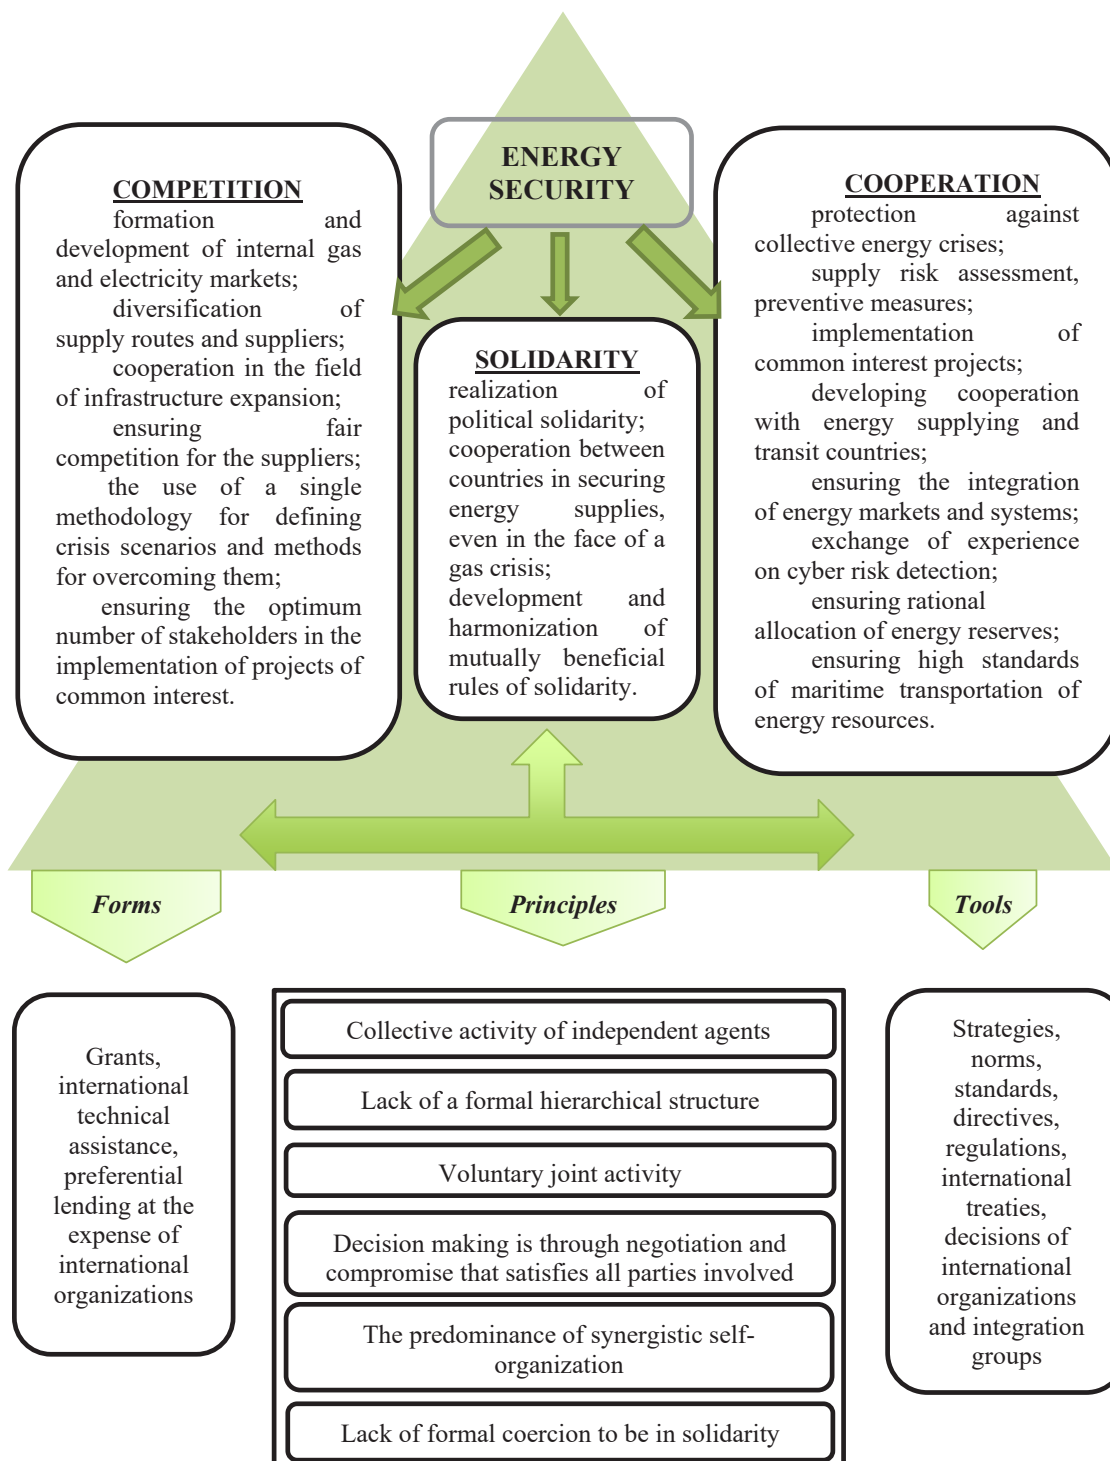 ENERGY
SECURITY
COMPETITION
formation and
development of internal gas
and electricity markets;
diversification of
supply routes and suppliers;
cooperation in the field
of infrastructure expansion;
ensuring fair
competition for the suppliers;
the use of a single
methodology for defining
crisis scenarios and methods
for overcoming them;
ensuring the optimum
number of stakeholders in the
implementation of projects of
common interest.
SOLIDARITY
realization of
political solidarity;
cooperation between
countries in securing
energy supplies,
even in the face of a
gas crisis;
development and
harmonization of
mutually beneficial
rules of solidarity.
COOPERATION
protection against
collective energy crises;
supply risk assessment,
preventive measures;
implementation of
common interest projects;
developing cooperation
with energy supplying and
transit countries;
ensuring the integration
of energy markets and systems;
exchange of experience
on cyber risk detection;
ensuring rational
allocation of energy reserves;
ensuring high standards
of maritime transportation of
energy resources.
Forms
Principles
Tools
Grants,
international
technical
assistance,
preferential
lending at the
expense of
international
organizations
Collective activity of independent agents
Lack of a formal hierarchical structure
Voluntary joint activity
Decision making is through negotiation and
compromise that satisfies all parties involved
The predominance of synergistic self-
organization
Lack of formal coercion to be in solidarity
Strategies,
norms,
standards,
directives,
regulations,
international
treaties,
decisions of
international
organizations
and integration
groups